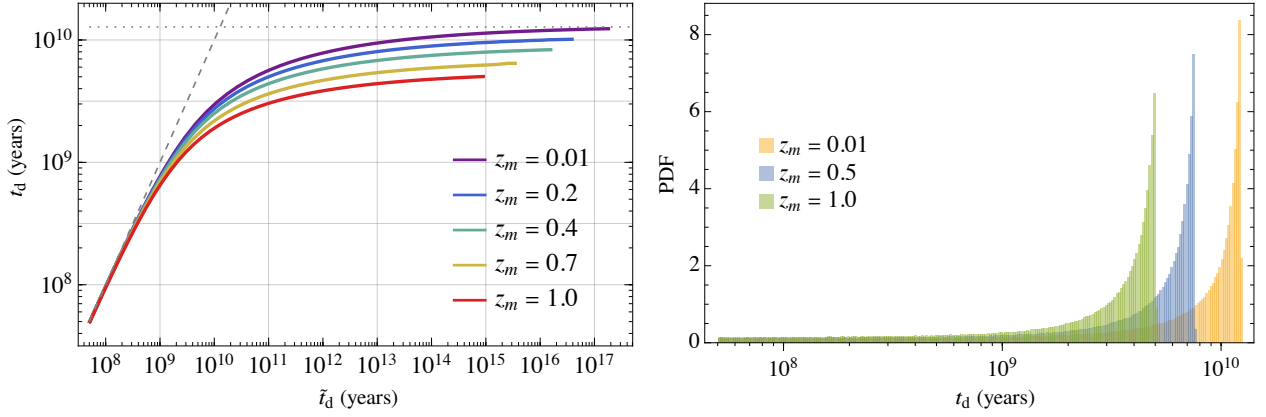 10^10
10^9
10^8
t_d (years)
z_m = 0.01
z_m = 0.2
z_m = 0.4
z_m = 0.7
z_m = 1.0
10^8 10^9 10^10 10^11 10^12 10^13 10^14 10^15 10^16 10^17
t̃_d (years)
8
6
4
2
0
PDF
z_m = 0.01
z_m = 0.5
z_m = 1.0
10^8 10^9 10^10
t_d (years)